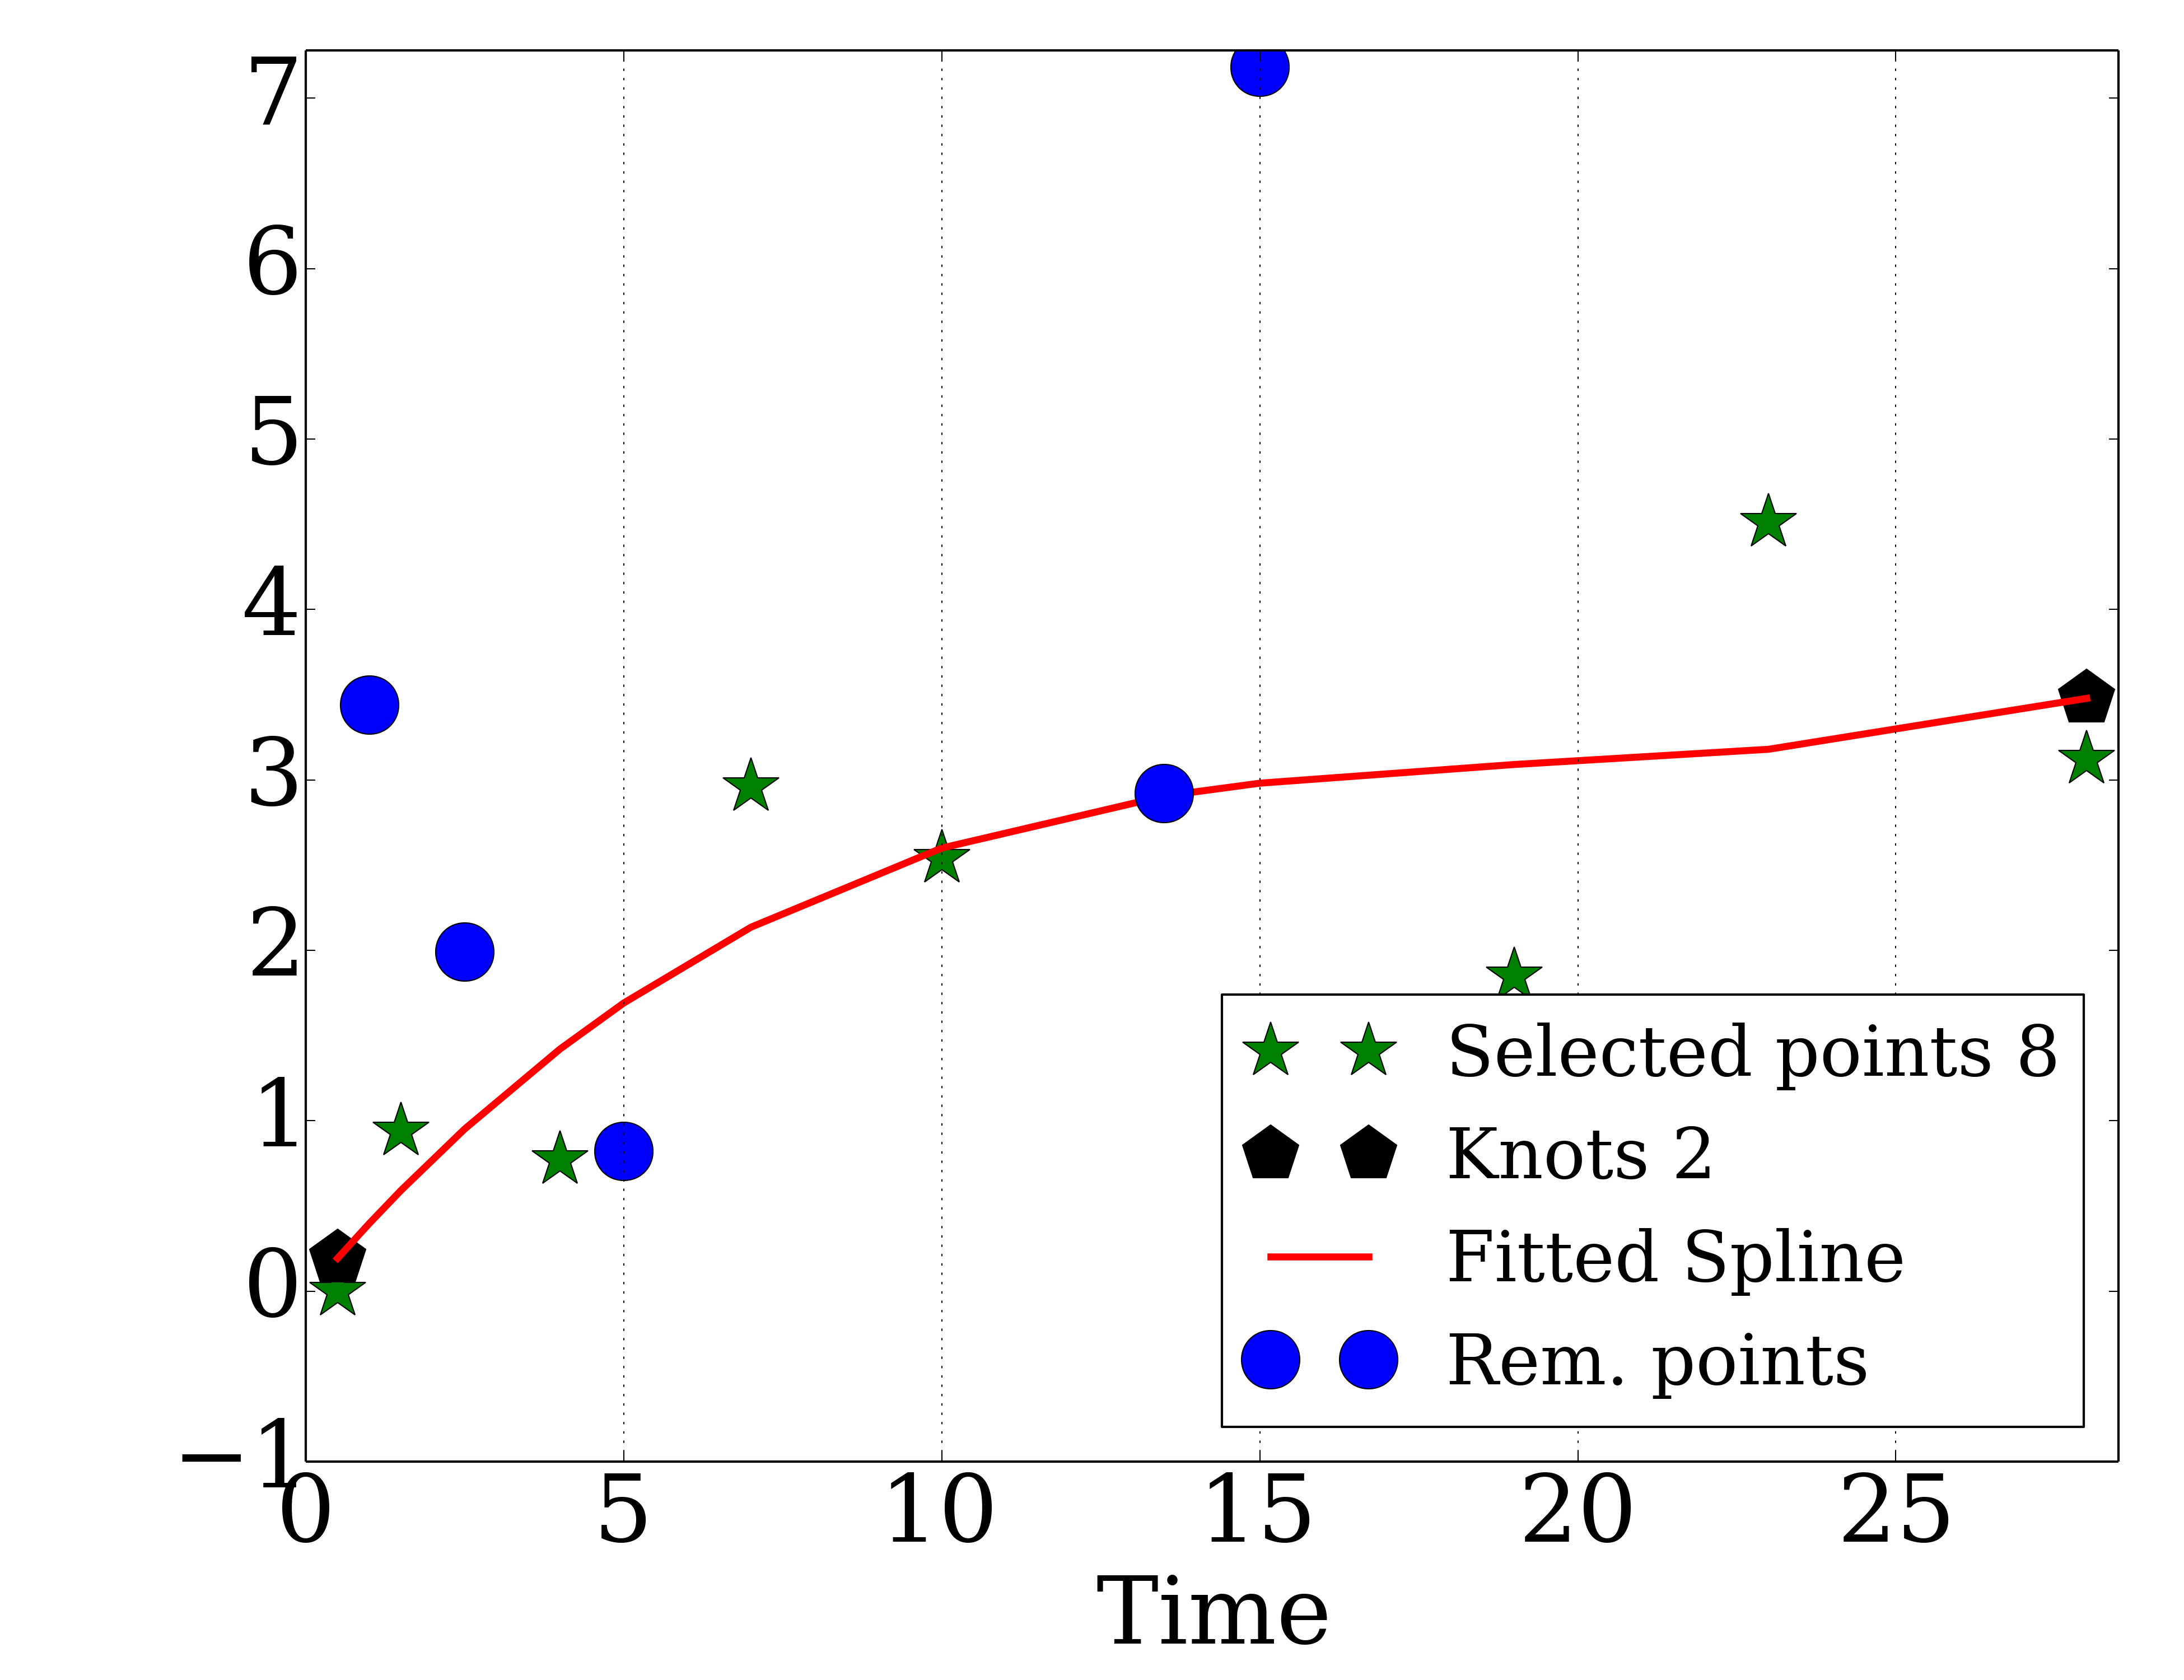 7
6
5
4
3
2
1
0
−1
Selected points 8
Knots 2
Fitted Spline
Rem. points
0 5 10 15 20 25
Time